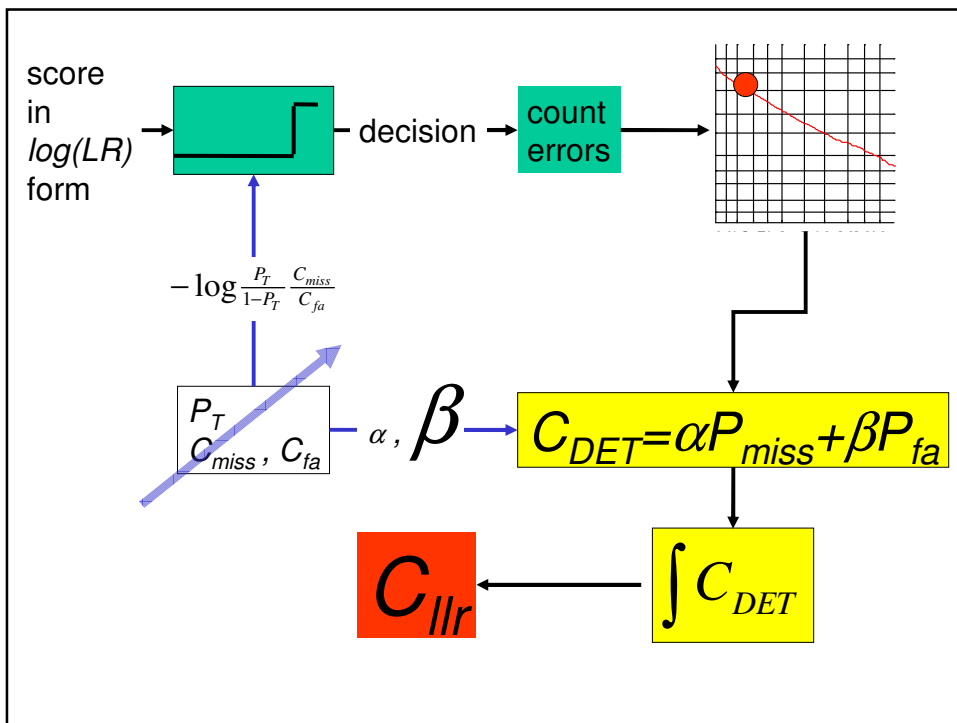 score
in
log(LR)
form
decision
count
errors
−log P_T/1−P_T C_miss/C_fa
P_T
C_miss , C_fa
α , β
C_DET=αP_miss+βP_fa
∫ C_DET
C_llr